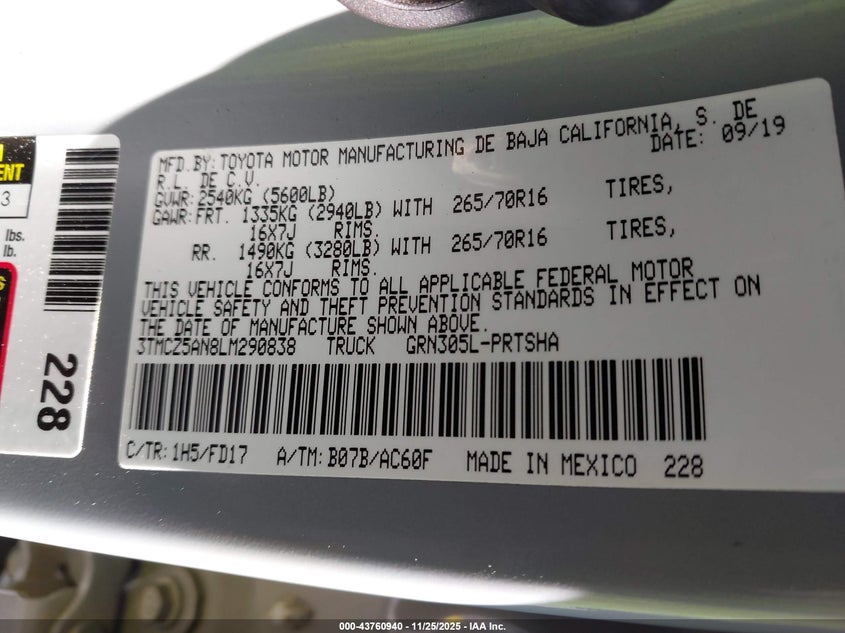 MFD. BY: TOYOTA MOTOR MANUFACTURING DE BAJA CALIFORNIA, S. DE
R.L. DE C.V. DATE: 09/19
GVWR: 2540KG (5600LB)
GAWR: FRT. 1335KG (2940LB) WITH 265/70R16 TIRES,
16X7J RIMS.
RR. 1490KG (3280LB) WITH 265/70R16 TIRES,
16X7J RIMS.
THIS VEHICLE CONFORMS TO ALL APPLICABLE FEDERAL MOTOR
VEHICLE SAFETY AND THEFT PREVENTION STANDARDS IN EFFECT ON
THE DATE OF MANUFACTURE SHOWN ABOVE.
3TMCZ5AN8LM290838 TRUCK GRN305L-PRTSHA
C/TR: 1H5/FD17 A/TM: B07B/AC60F MADE IN MEXICO 228
3
lbs.
lb.
228
000-43760940 - 11/25/2025 - IAA Inc.